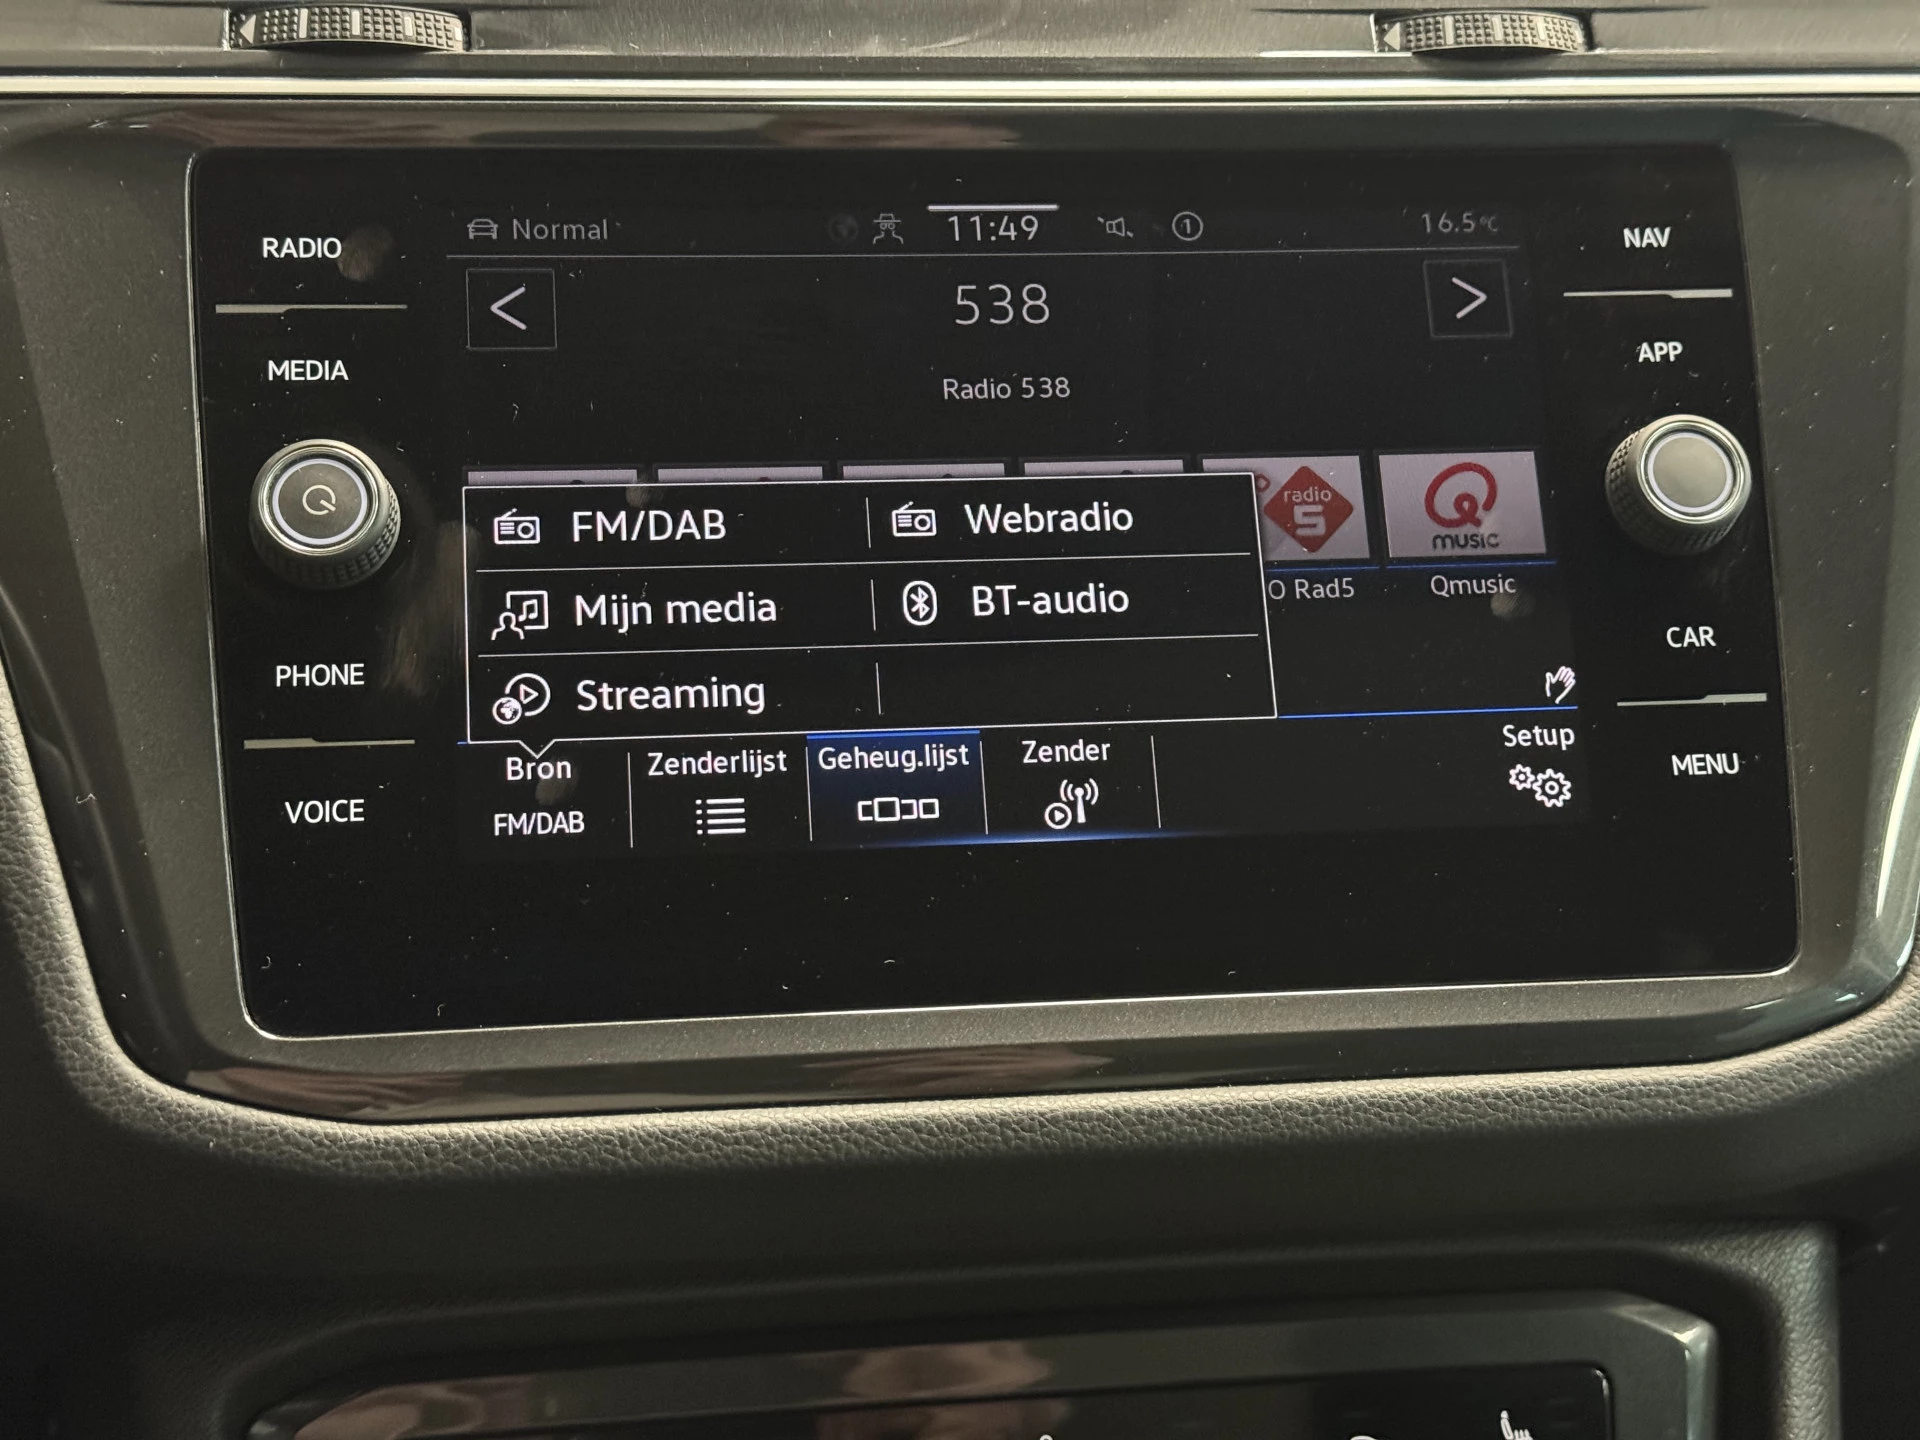 RADIO
MEDIA
PHONE
VOICE
Normal
11:49
1
16.5°C
<
538
>
Radio 538
FM/DAB
Webradio
Mijn media
BT-audio
Streaming
radio
5
Q
music
O Rad5
Qmusic
Bron
FM/DAB
Zenderlijst
Geheug.lijst
Zender
Setup
NAV
APP
CAR
MENU